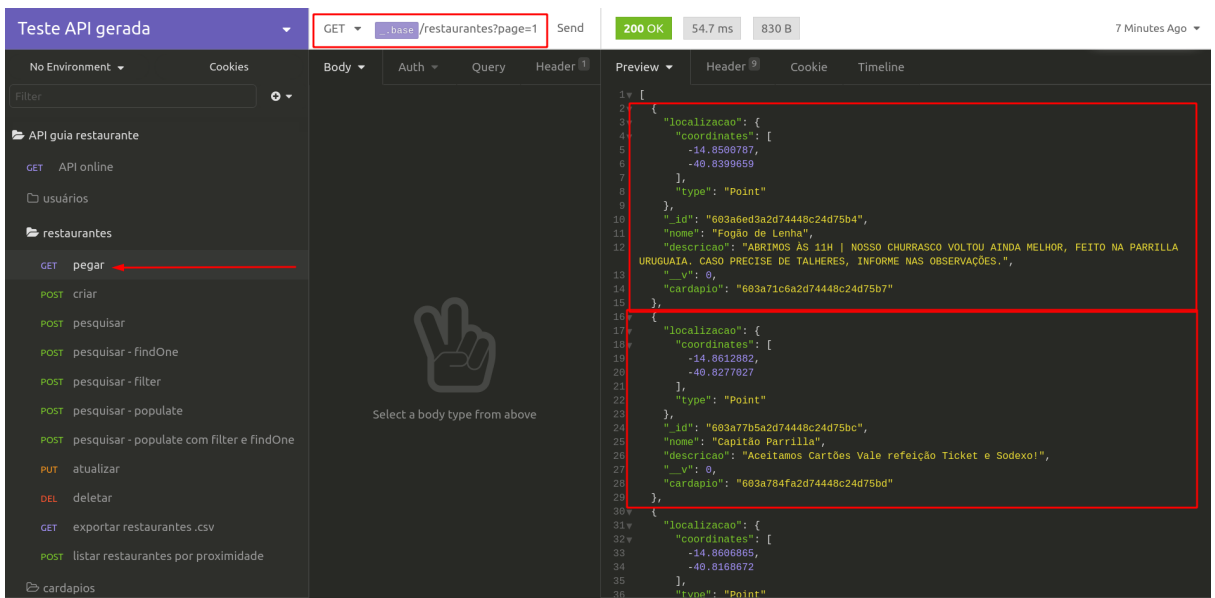 Teste API gerada
GET _.base /restaurantes?page=1 Send
200 OK 54.7 ms 830 B 7 Minutes Ago
No Environment Cookies
Filter
API guia restaurante
GET API online
usuários
restaurantes
GET pegar
POST criar
POST pesquisar
POST pesquisar - findOne
POST pesquisar - filter
POST pesquisar - populate
POST pesquisar - populate com filter e findOne
PUT atualizar
DEL deletar
GET exportar restaurantes .csv
POST listar restaurantes por proximidade
cardapios
Body Auth Query Header 1
Select a body type from above
Preview Header 9 Cookie Timeline
1 [
2 {
3 "localizacao": {
4 "coordinates": [
5 -14.8500787,
6 -40.8399659
7 ],
8 "type": "Point"
9 },
10 "_id": "603a6ed3a2d74448c24d75b4",
11 "nome": "Fogão de Lenha",
12 "descricao": "ABRIMOS ÀS 11H | NOSSO CHURRASCO VOLTOU AINDA MELHOR, FEITO NA PARRILLA
URUGUAIA. CASO PRECISE DE TALHERES, INFORME NAS OBSERVAÇÕES.",
13 "__v": 0,
14 "cardapio": "603a71c6a2d74448c24d75b7"
15 },
16 {
17 "localizacao": {
18 "coordinates": [
19 -14.8612882,
20 -40.8277027
21 ],
22 "type": "Point"
23 },
24 "_id": "603a77b5a2d74448c24d75bc",
25 "nome": "Capitão Parrilla",
26 "descricao": "Aceitamos Cartões Vale refeição Ticket e Sodexo!",
27 "__v": 0,
28 "cardapio": "603a784fa2d74448c24d75bd"
29 },
30 {
31 "localizacao": {
32 "coordinates": [
33 -14.8606865,
34 -40.8168672
35 ],
36 "type": "Point"